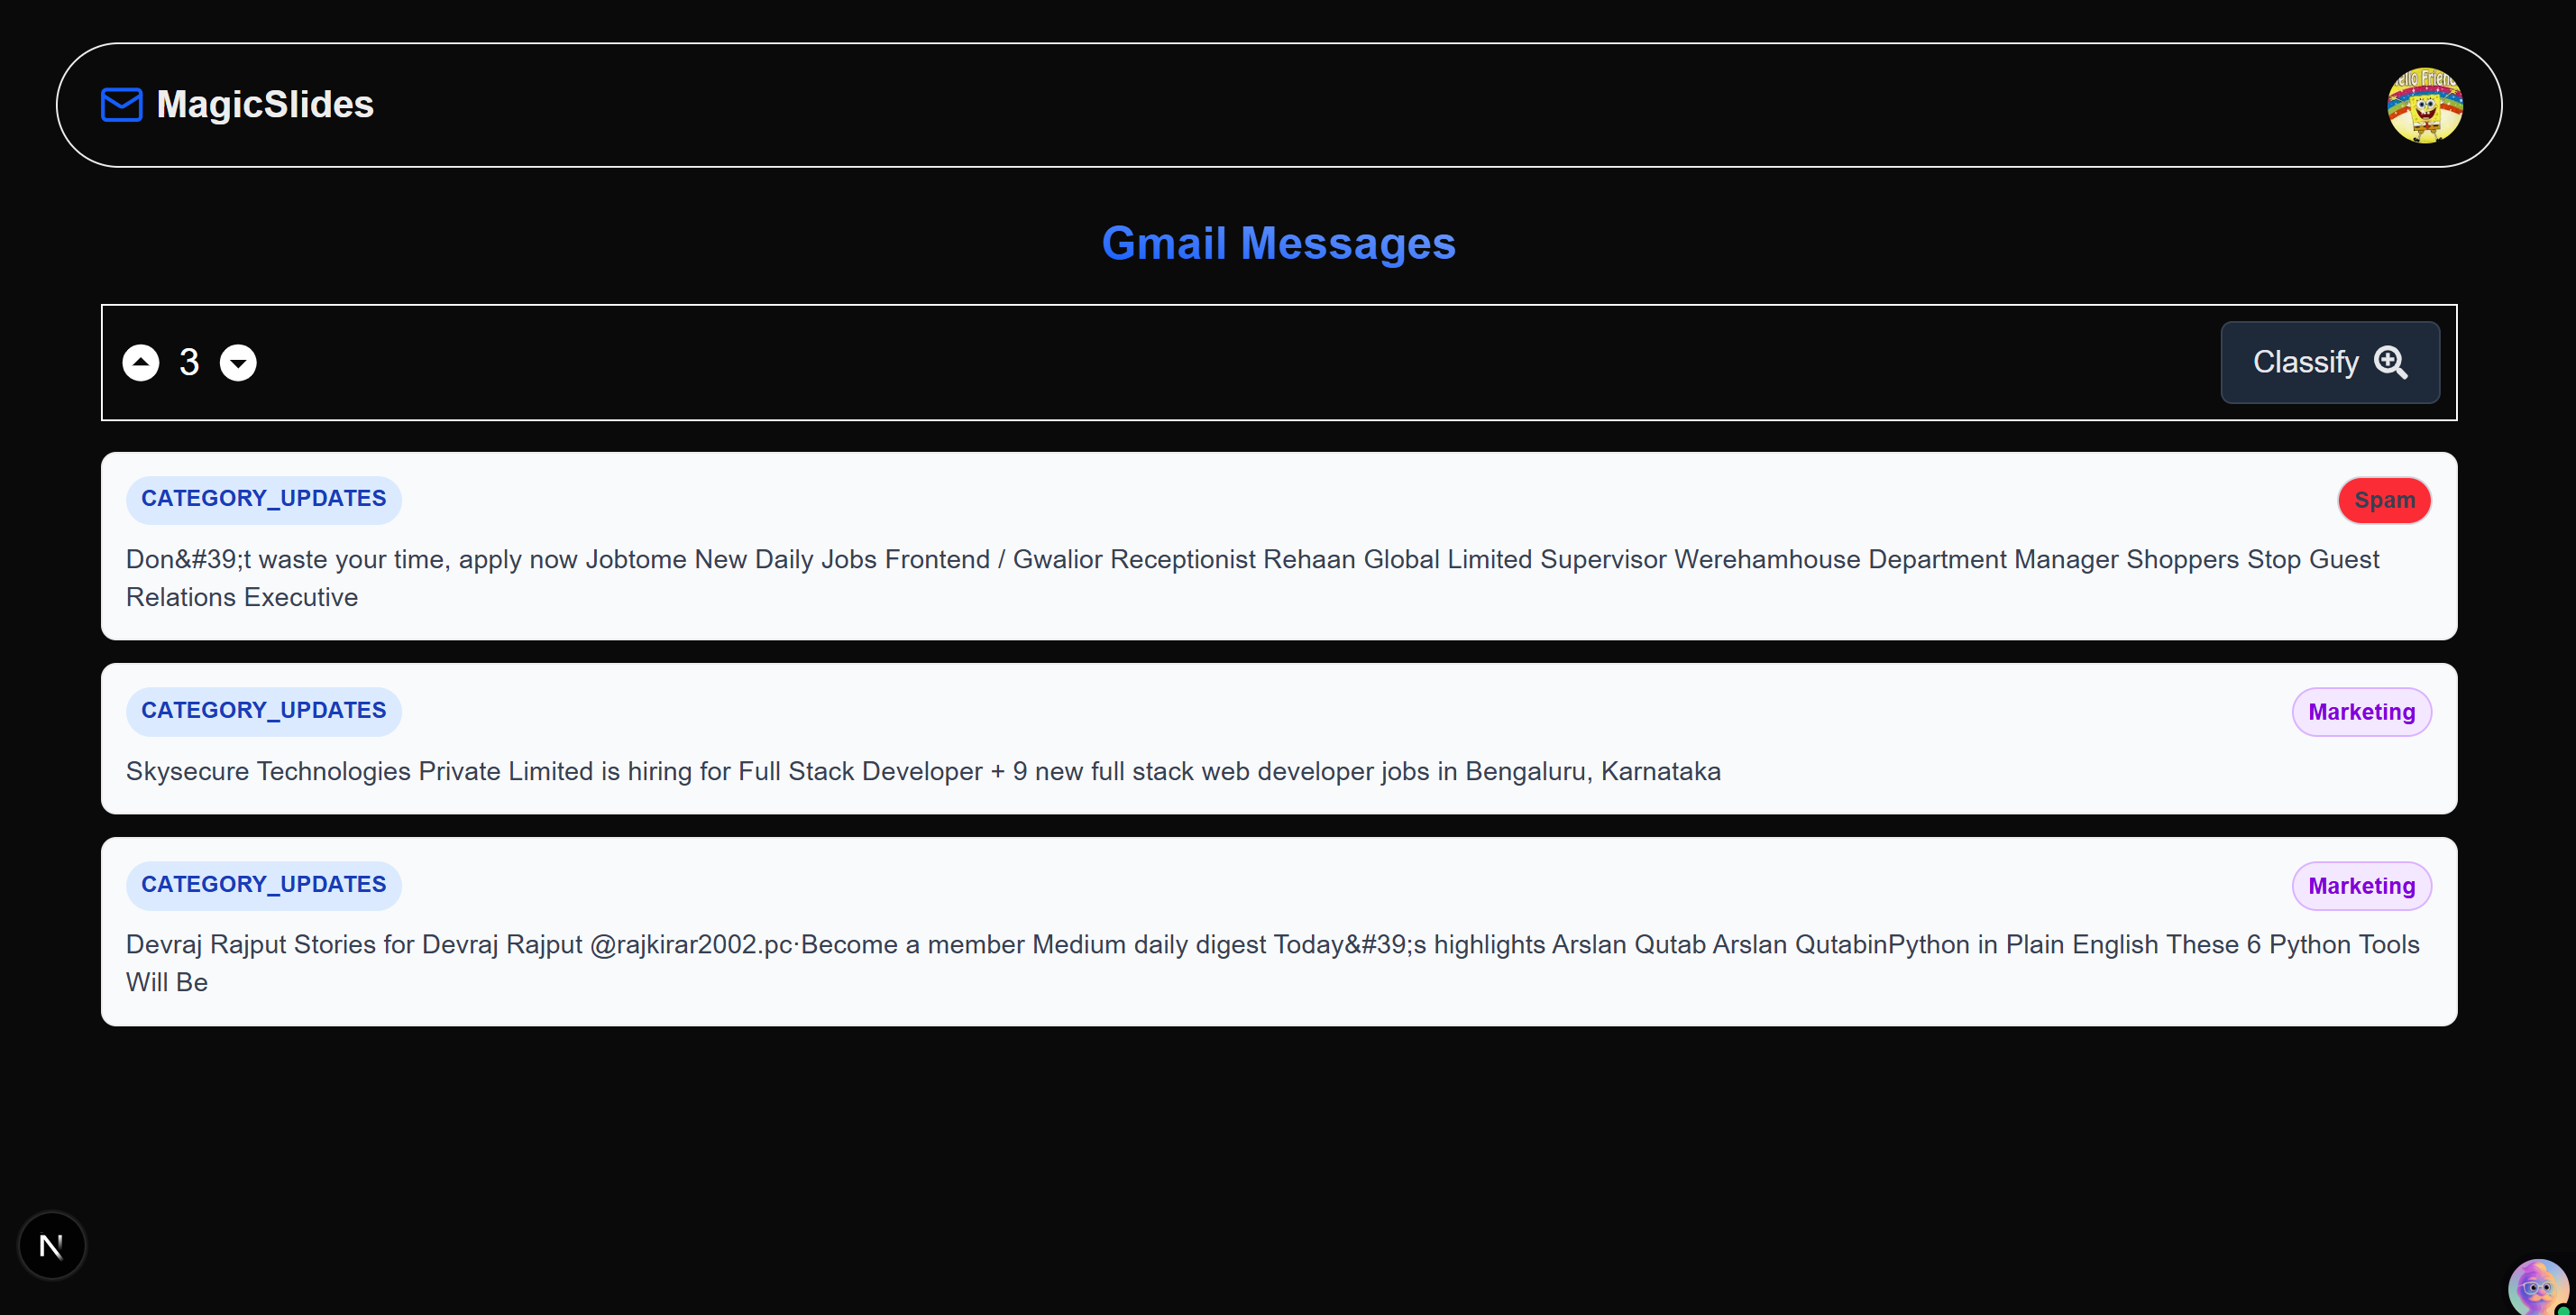 MagicSlides
ello Friend
Gmail Messages
3
Classify
CATEGORY_UPDATES
Spam
Don&#39;t waste your time, apply now Jobtome New Daily Jobs Frontend / Gwalior Receptionist Rehaan Global Limited Supervisor Werehamhouse Department Manager Shoppers Stop Guest
Relations Executive
CATEGORY_UPDATES
Marketing
Skysecure Technologies Private Limited is hiring for Full Stack Developer + 9 new full stack web developer jobs in Bengaluru, Karnataka
CATEGORY_UPDATES
Marketing
Devraj Rajput Stories for Devraj Rajput @rajkirar2002.pc·Become a member Medium daily digest Today&#39;s highlights Arslan Qutab Arslan QutabinPython in Plain English These 6 Python Tools
Will Be
N